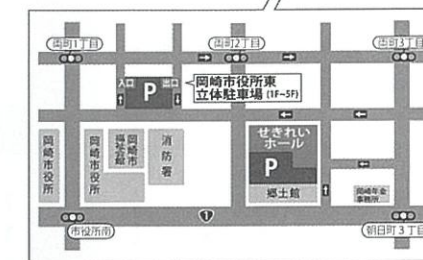 両町1丁目
両町2丁目
両町3丁目
入口
出口
P
岡崎市役所東
立体駐車場 (1F~5F)
岡崎市役所
岡崎市役所
岡崎市
福祉会館
消防署
せきれい
ホール
P
郷土館
岡崎年金
事務所
市役所南
1
朝日町3丁目